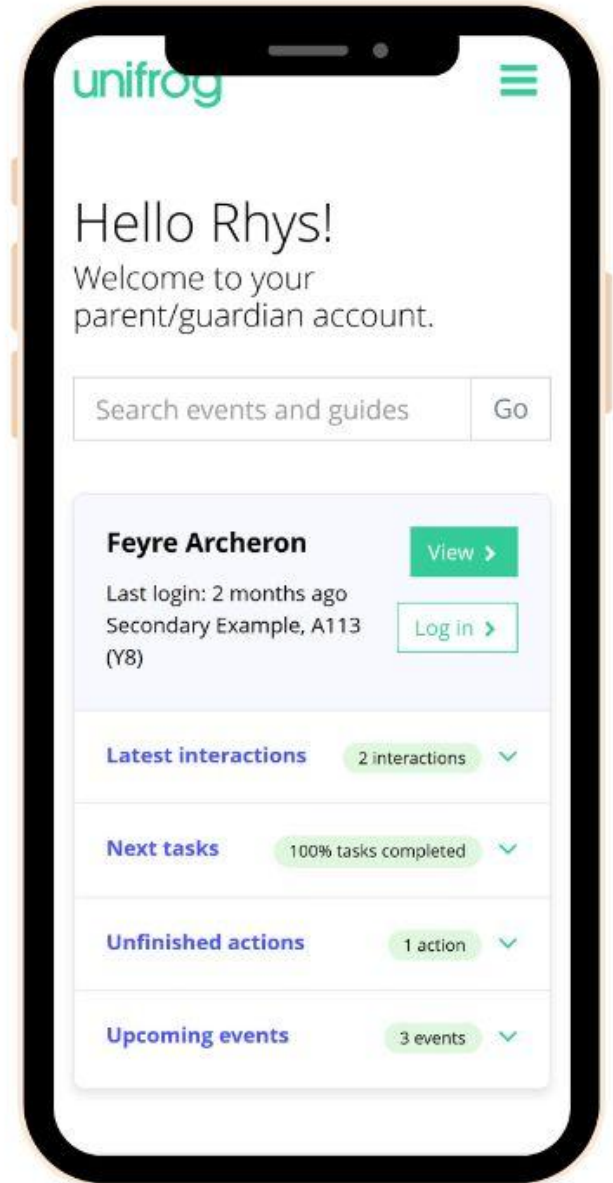 unifrog
Hello Rhys!
Welcome to your
parent/guardian account.
Search events and guides Go
Feyre Archeron
View
Last login: 2 months ago
Secondary Example, A113
(Y8)
Log in
Latest interactions 2 interactions
Next tasks 100% tasks completed
Unfinished actions 1 action
Upcoming events 3 events